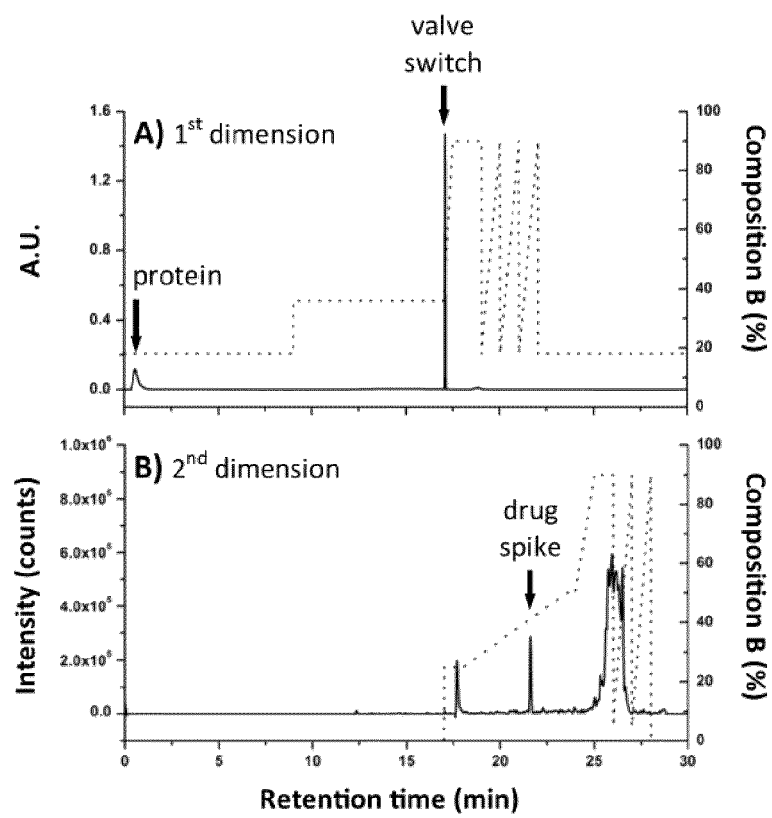 valve
switch
1.6
100
A) 1st dimension
1.2
80
0.8
60
protein
40
0.4
20
0.0
0
A.U.
Composition B (%)
1.0x10⁶
100
B) 2nd dimension
8.0x10⁵
80
drug
spike
6.0x10⁵
60
4.0x10⁵
40
2.0x10⁵
20
0.0
0
Intensity (counts)
Composition B (%)
0 5 10 15 20 25 30
Retention time (min)